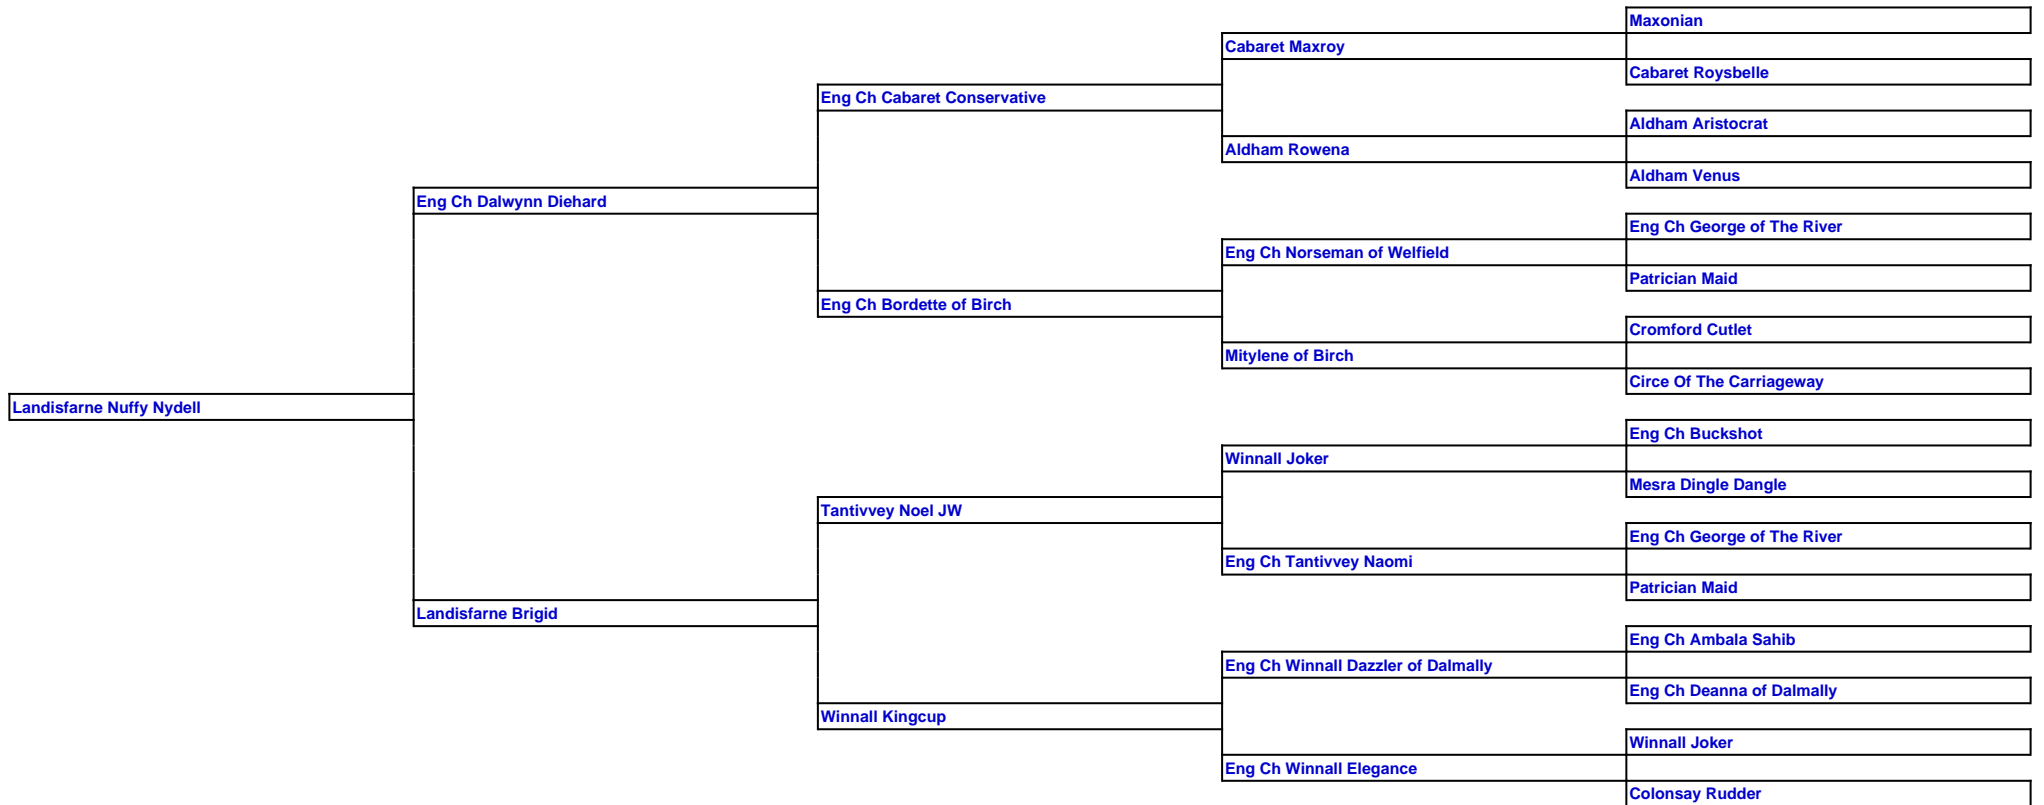 Maxonian
Cabaret Maxroy
Cabaret Roysbelle
Eng Ch Cabaret Conservative
Aldham Aristocrat
Aldham Rowena
Aldham Venus
Eng Ch Dalwynn Diehard
Eng Ch George of The River
Eng Ch Norseman of Welfield
Patrician Maid
Eng Ch Bordette of Birch
Cromford Cutlet
Mitylene of Birch
Circe Of The Carriageway
Landisfarne Nuffy Nydell
Eng Ch Buckshot
Winnall Joker
Mesra Dingle Dangle
Tantivvey Noel JW
Eng Ch George of The River
Eng Ch Tantivvey Naomi
Patrician Maid
Landisfarne Brigid
Eng Ch Ambala Sahib
Eng Ch Winnall Dazzler of Dalmally
Eng Ch Deanna of Dalmally
Winnall Kingcup
Winnall Joker
Eng Ch Winnall Elegance
Colonsay Rudder